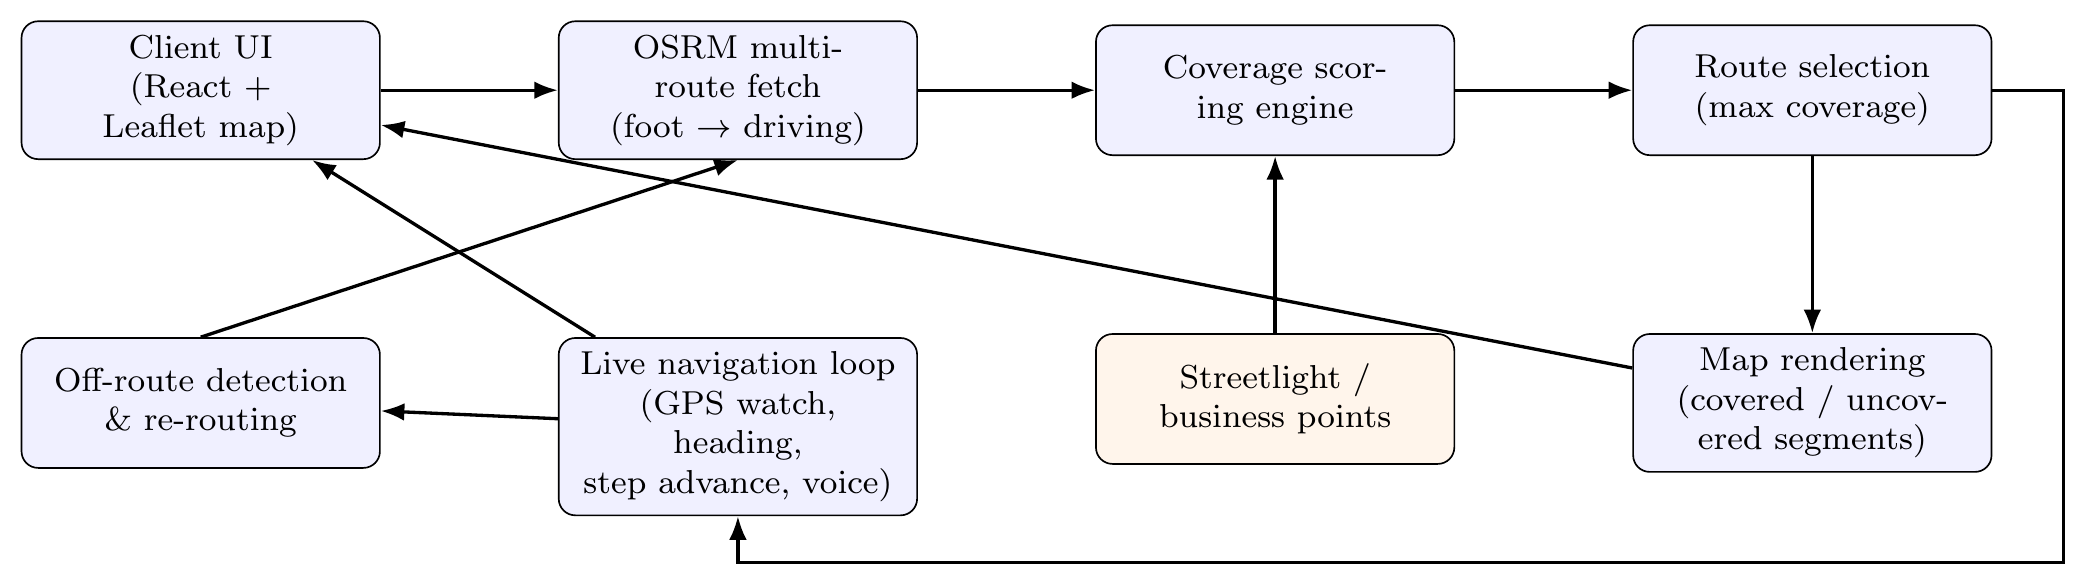 Client UI
(React +
Leaflet map)
OSRM multi-
route fetch
(foot → driving)
Coverage scor-
ing engine
Route selection
(max coverage)
Off-route detection
& re-routing
Live navigation loop
(GPS watch,
heading,
step advance, voice)
Streetlight /
business points
Map rendering
(covered / uncov-
ered segments)